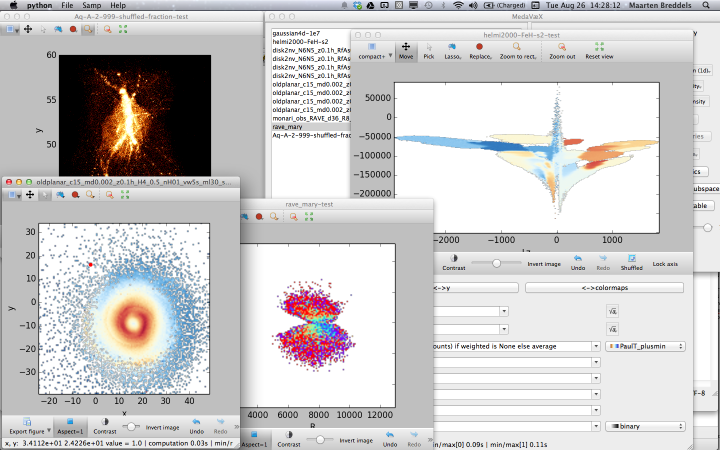 python File Samp Help (Charged) Tue Aug 26 14:28:12 Maarten Breddels
Aq-A-2-999-shuffled-fraction-test
60
55
50
y
MedaVaeX
gaussian4d-1e7
helmi2000-FeH-s2
disk2nv_N6N5_z0.1h_RfAs
disk2nv_N6N5_z0.1h_RfAs
disk2nv_N6N5_z0.1h_RfAs
oldplanar_c15_md0.002_z
oldplanar_c15_md0.002_z
oldplanar_c15_md0.002_z
monari_obs_RAVE_d36_R8
rave_mary
Aq-A-2-999-shuffled-frac
helmi2000-FeH-s2-test
compact+ Move Pick Lasso, Replace, Zoom to rect, Zoom out Reset view
50000
0
−50000
−100000
−150000
−200000
−2000 −1000 0 1000
Contrast Invert image Undo Redo Shuffled Lock axis
oldplanar_c15_md0.002_z0.1h_H4_0.5_nH01_vw5s_ml30_s...
30
20
10
0
−10
−20
−30
y
−20 −10 0 10 20 30 40
x
Export figure Aspect=1 Contrast Invert image Undo Redo
x, y: 3.4112e+01 2.4226e+01 value = 1.0 | computation 0.03s | min/r
rave_mary-test
4000 6000 8000 10000 12000
R
Aspect=1 Contrast Invert image Undo Redo
<->y
<->colormaps
ounts) if weighted is None else average
PaulT_plusmin
binary
min/max[0] 0.09s | min/max[1] 0.11s
ubspace
table
F-8